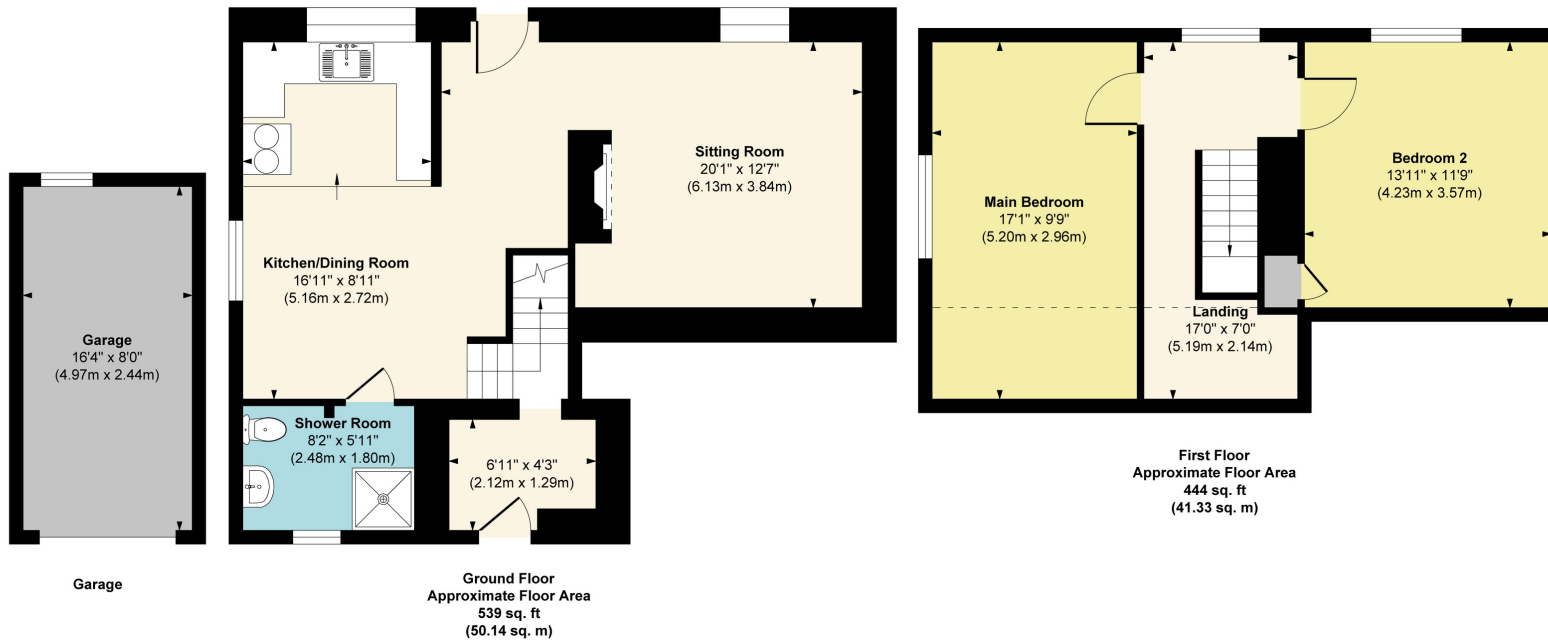 Garage
16'4" x 8'0"
(4.97m x 2.44m)
Garage
Kitchen/Dining Room
16'11" x 8'11"
(5.16m x 2.72m)
Sitting Room
20'1" x 12'7"
(6.13m x 3.84m)
Shower Room
8'2" x 5'11"
(2.48m x 1.80m)
6'11" x 4'3"
(2.12m x 1.29m)
Ground Floor
Approximate Floor Area
539 sq. ft
(50.14 sq. m)
Main Bedroom
17'1" x 9'9"
(5.20m x 2.96m)
Bedroom 2
13'11" x 11'9"
(4.23m x 3.57m)
Landing
17'0" x 7'0"
(5.19m x 2.14m)
First Floor
Approximate Floor Area
444 sq. ft
(41.33 sq. m)